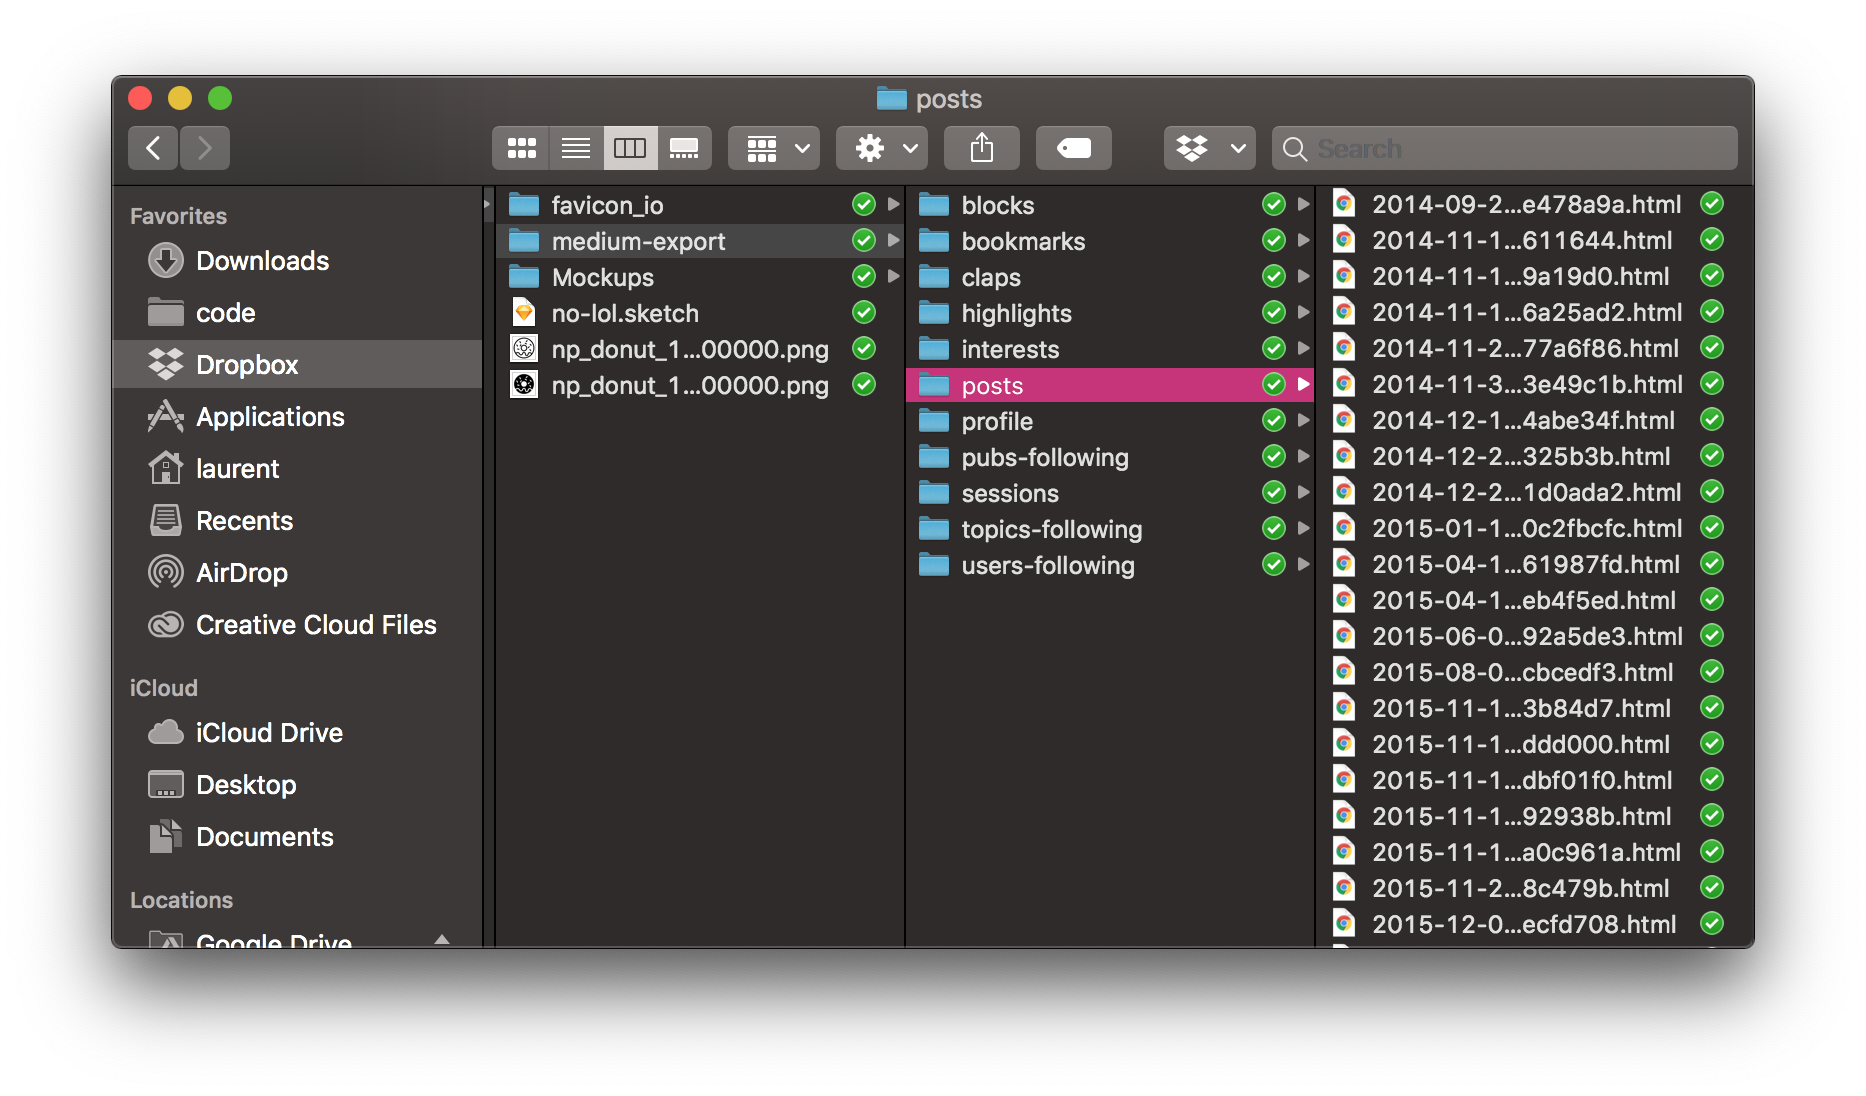 posts
Search
Favorites
Downloads
code
Dropbox
Applications
laurent
Recents
AirDrop
Creative Cloud Files
iCloud
iCloud Drive
Desktop
Documents
Locations
Google Drive
favicon_io
medium-export
Mockups
no-lol.sketch
np_donut_1...00000.png
np_donut_1...00000.png
blocks
bookmarks
claps
highlights
interests
posts
profile
pubs-following
sessions
topics-following
users-following
2014-09-2...e478a9a.html
2014-11-1...611644.html
2014-11-1...9a19d0.html
2014-11-1...6a25ad2.html
2014-11-2...77a6f86.html
2014-11-3...3e49c1b.html
2014-12-1...4abe34f.html
2014-12-2...325b3b.html
2014-12-2...1d0ada2.html
2015-01-1...0c2fbcfc.html
2015-04-1...61987fd.html
2015-04-1...eb4f5ed.html
2015-06-0...92a5de3.html
2015-08-0...cbcedf3.html
2015-11-1...3b84d7.html
2015-11-1...ddd000.html
2015-11-1...dbf01f0.html
2015-11-1...92938b.html
2015-11-1...a0c961a.html
2015-11-2...8c479b.html
2015-12-0...ecfd708.html